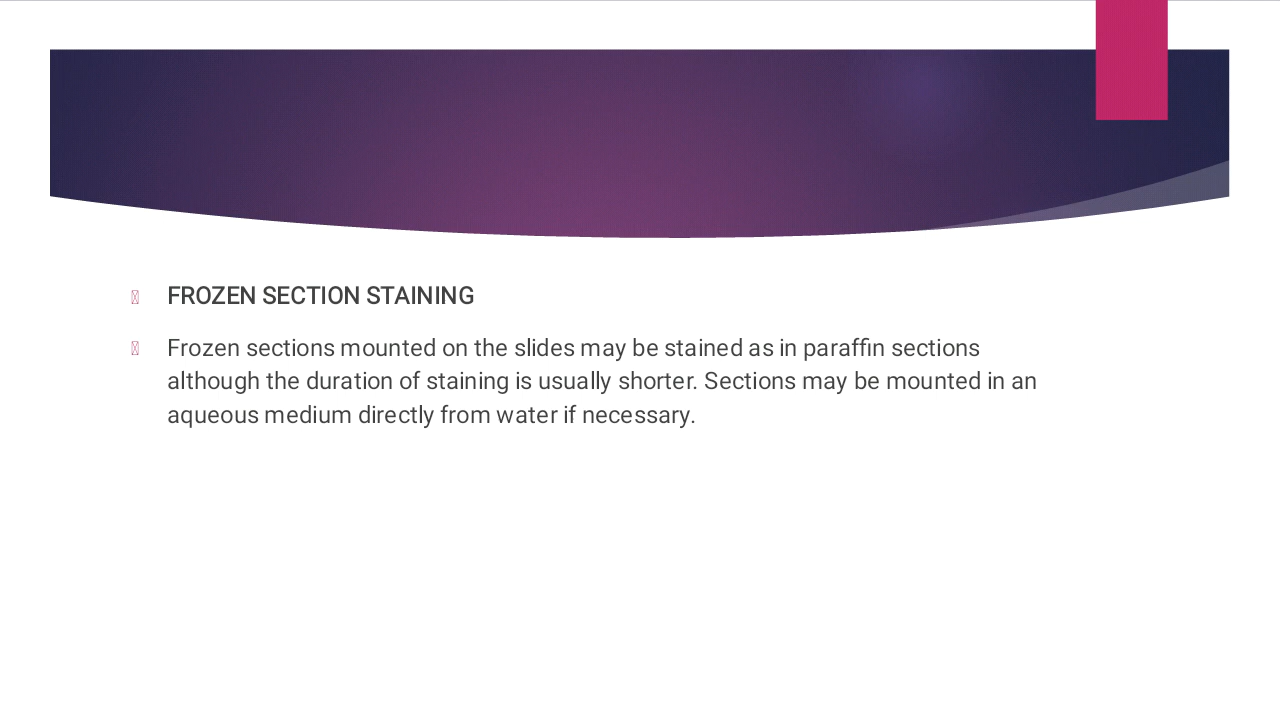 FROZEN SECTION STAINING
Frozen sections mounted on the slides may be stained as in paraffin sections
although the duration of staining is usually shorter. Sections may be mounted in an
aqueous medium directly from water if necessary.